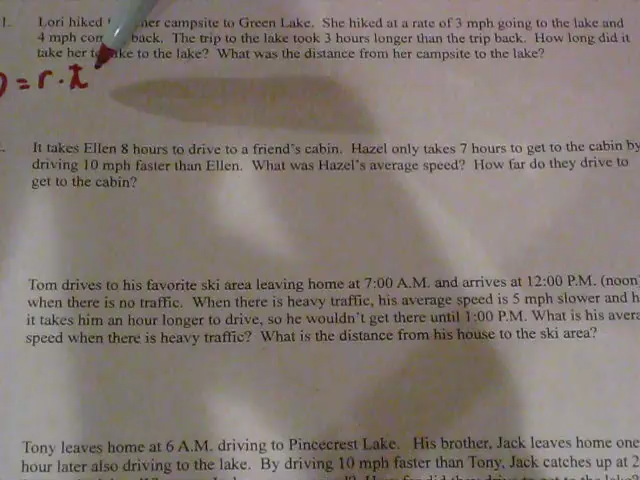 1. Lori hiked her campsite to Green Lake. She hiked at a rate of 3 mph going to the lake and
4 mph back. The trip to the lake took 3 hours longer than the trip back. How long did it
take her to the lake? What was the distance from her campsite to the lake?
D = r · t
It takes Ellen 8 hours to drive to a friend's cabin. Hazel only takes 7 hours to get to the cabin by
driving 10 mph faster than Ellen. What was Hazel's average speed? How far do they drive to
get to the cabin?
Tom drives to his favorite ski area leaving home at 7:00 A.M. and arrives at 12:00 P.M. (noon
when there is no traffic. When there is heavy traffic, his average speed is 5 mph slower and
it takes him an hour longer to drive, so he wouldn't get there until 1:00 P.M. What is his
speed when there is heavy traffic? What is the distance from his house to the ski area?
Tony leaves home at 6 A.M. driving to Pincecrest Lake. His brother, Jack leaves home one
hour later also driving to the lake. By driving 10 mph faster than Tony, Jack catches up at 2